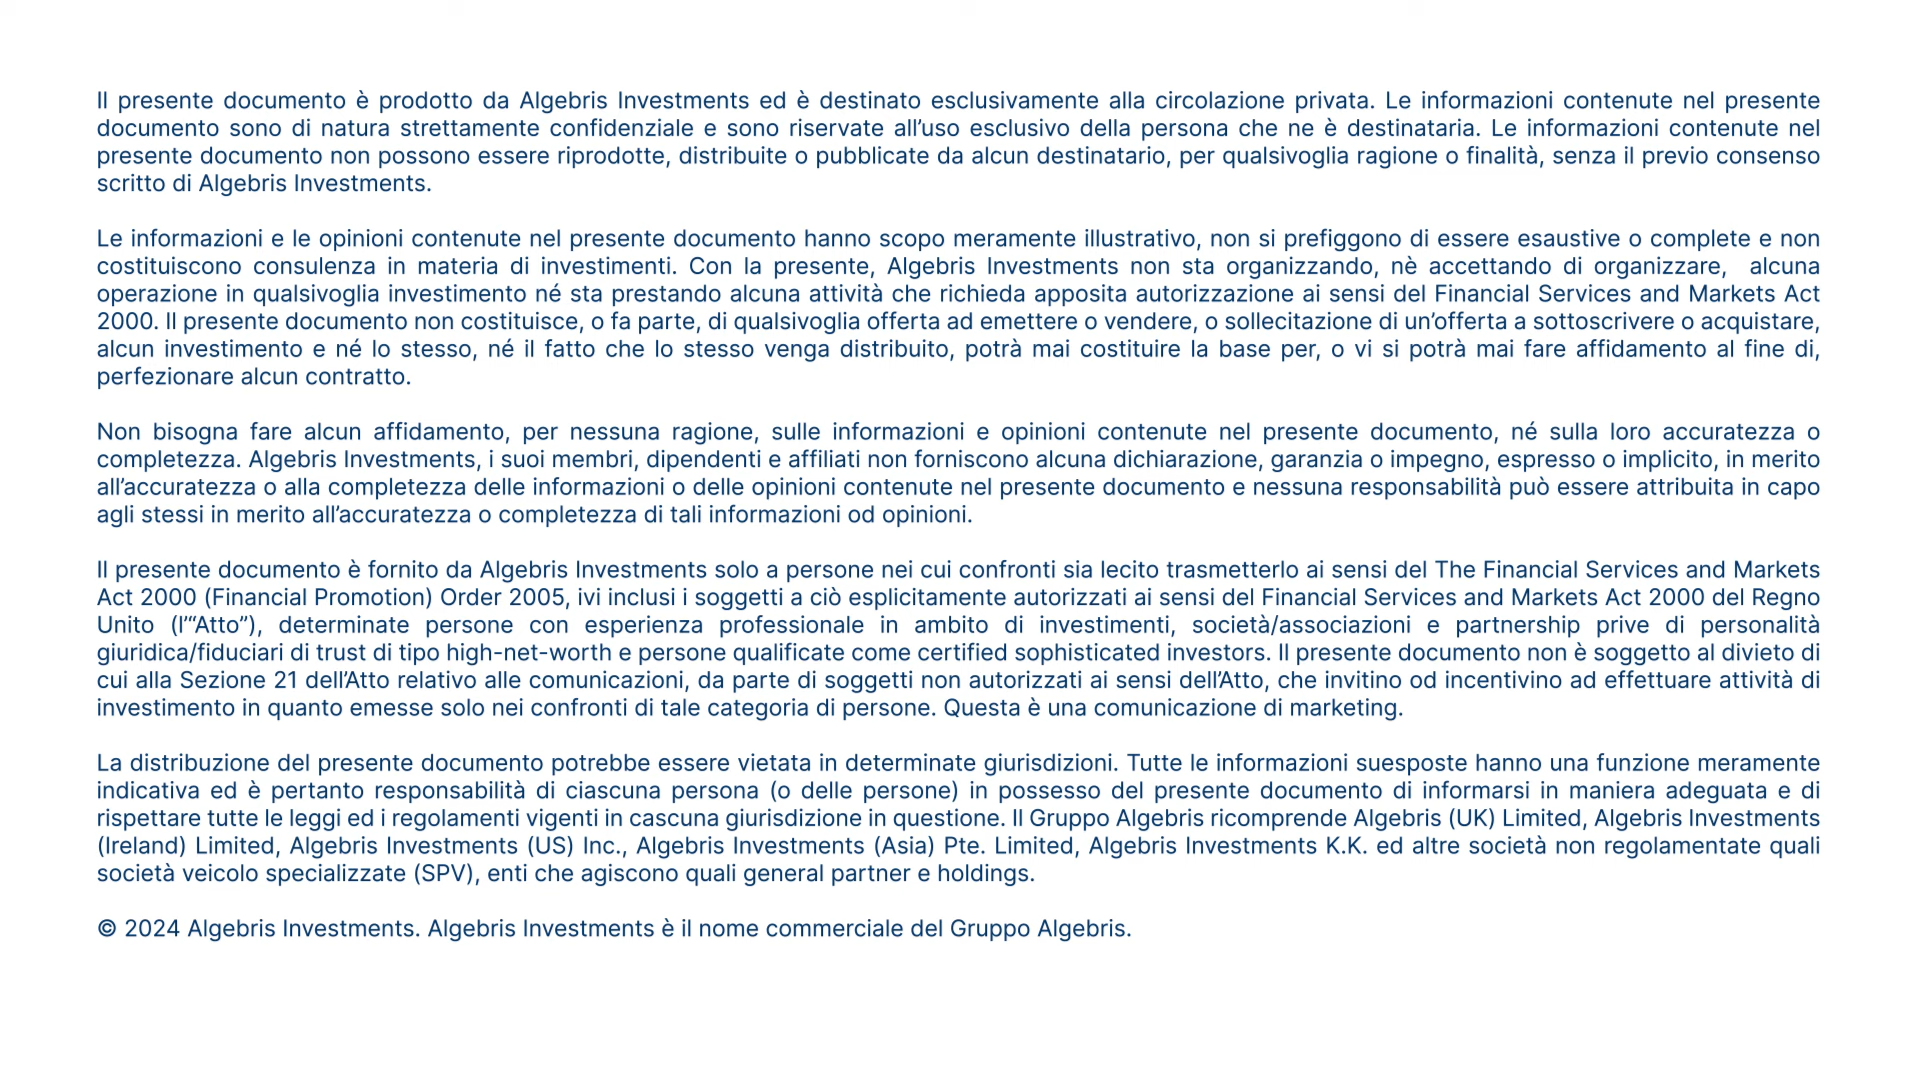 Il presente documento è prodotto da Algebris Investments ed è destinato esclusivamente alla circolazione privata. Le informazioni contenute nel presente
documento sono di natura strettamente confidenziale e sono riservate all’uso esclusivo della persona che ne è destinataria. Le informazioni contenute nel
presente documento non possono essere riprodotte, distribuite o pubblicate da alcun destinatario, per qualsivoglia ragione o finalità, senza il previo consenso
scritto di Algebris Investments.
Le informazioni e le opinioni contenute nel presente documento hanno scopo meramente illustrativo, non si prefiggono di essere esaustive o complete e non
costituiscono consulenza in materia di investimenti. Con la presente, Algebris Investments non sta organizzando, nè accettando di organizzare, alcuna
operazione in qualsivoglia investimento né sta prestando alcuna attività che richieda apposita autorizzazione ai sensi del Financial Services and Markets Act
2000. Il presente documento non costituisce, o fa parte, di qualsivoglia offerta ad emettere o vendere, o sollecitazione di un’offerta a sottoscrivere o acquistare,
alcun investimento e né lo stesso, né il fatto che lo stesso venga distribuito, potrà mai costituire la base per, o vi si potrà mai fare affidamento al fine di,
perfezionare alcun contratto.
Non bisogna fare alcun affidamento, per nessuna ragione, sulle informazioni e opinioni contenute nel presente documento, né sulla loro accuratezza o
completezza. Algebris Investments, i suoi membri, dipendenti e affiliati non forniscono alcuna dichiarazione, garanzia o impegno, espresso o implicito, in merito
all’accuratezza o alla completezza delle informazioni o delle opinioni contenute nel presente documento e nessuna responsabilità può essere attribuita in capo
agli stessi in merito all’accuratezza o completezza di tali informazioni od opinioni.
Il presente documento è fornito da Algebris Investments solo a persone nei cui confronti sia lecito trasmetterlo ai sensi del The Financial Services and Markets
Act 2000 (Financial Promotion) Order 2005, ivi inclusi i soggetti a ciò esplicitamente autorizzati ai sensi del Financial Services and Markets Act 2000 del Regno
Unito (l’“Atto”), determinate persone con esperienza professionale in ambito di investimenti, società/associazioni e partnership prive di personalità
giuridica/fiduciari di trust di tipo high-net-worth e persone qualificate come certified sophisticated investors. Il presente documento non è soggetto al divieto di
cui alla Sezione 21 dell’Atto relativo alle comunicazioni, da parte di soggetti non autorizzati ai sensi dell’Atto, che invitino od incentivino ad effettuare attività di
investimento in quanto emesse solo nei confronti di tale categoria di persone. Questa è una comunicazione di marketing.
La distribuzione del presente documento potrebbe essere vietata in determinate giurisdizioni. Tutte le informazioni suesposte hanno una funzione meramente
indicativa ed è pertanto responsabilità di ciascuna persona (o delle persone) in possesso del presente documento di informarsi in maniera adeguata e di
rispettare tutte le leggi ed i regolamenti vigenti in cascuna giurisdizione in questione. Il Gruppo Algebris ricomprende Algebris (UK) Limited, Algebris Investments
(Ireland) Limited, Algebris Investments (US) Inc., Algebris Investments (Asia) Pte. Limited, Algebris Investments K.K. ed altre società non regolamentate quali
società veicolo specializzate (SPV), enti che agiscono quali general partner e holdings.
© 2024 Algebris Investments. Algebris Investments è il nome commerciale del Gruppo Algebris.